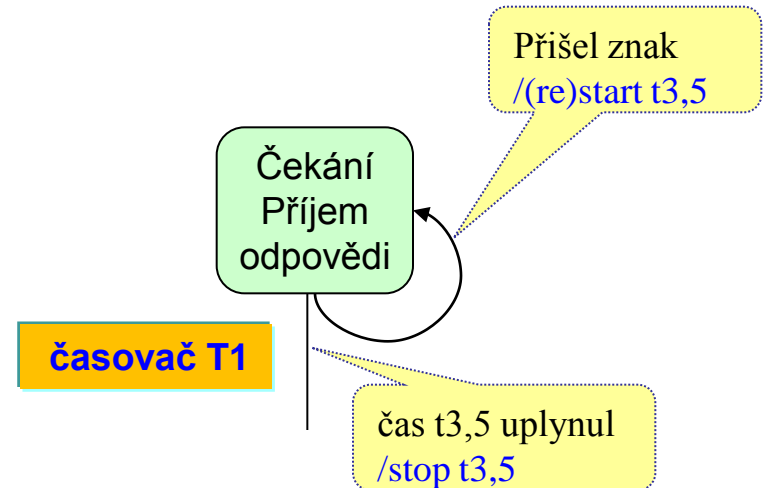 Přišel znak
/(re)start t3,5
Čekání
Příjem
odpovědi
časovač T1
čas t3,5 uplynul
/stop t3,5